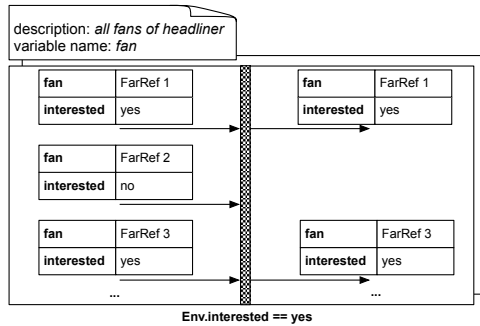 description: all fans of headliner
variable name: fan
fan FarRef 1
interested yes
fan FarRef 1
interested yes
fan FarRef 2
interested no
fan FarRef 3
interested yes
fan FarRef 3
interested yes
...
...
Env.interested == yes